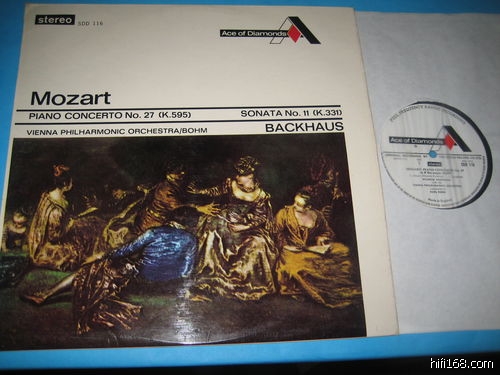 stereo SDD 116
Ace of Diamonds
Mozart
PIANO CONCERTO No. 27 (K.595) SONATA No. 11 (K.331)
VIENNA PHILHARMONIC ORCHESTRA/BOHM BACKHAUS
Ace of Diamonds
hifi168.com